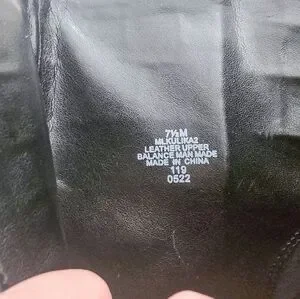 7½M
MLKULIKA2
LEATHER UPPER
BALANCE MAN MADE
MADE IN CHINA
119
0522